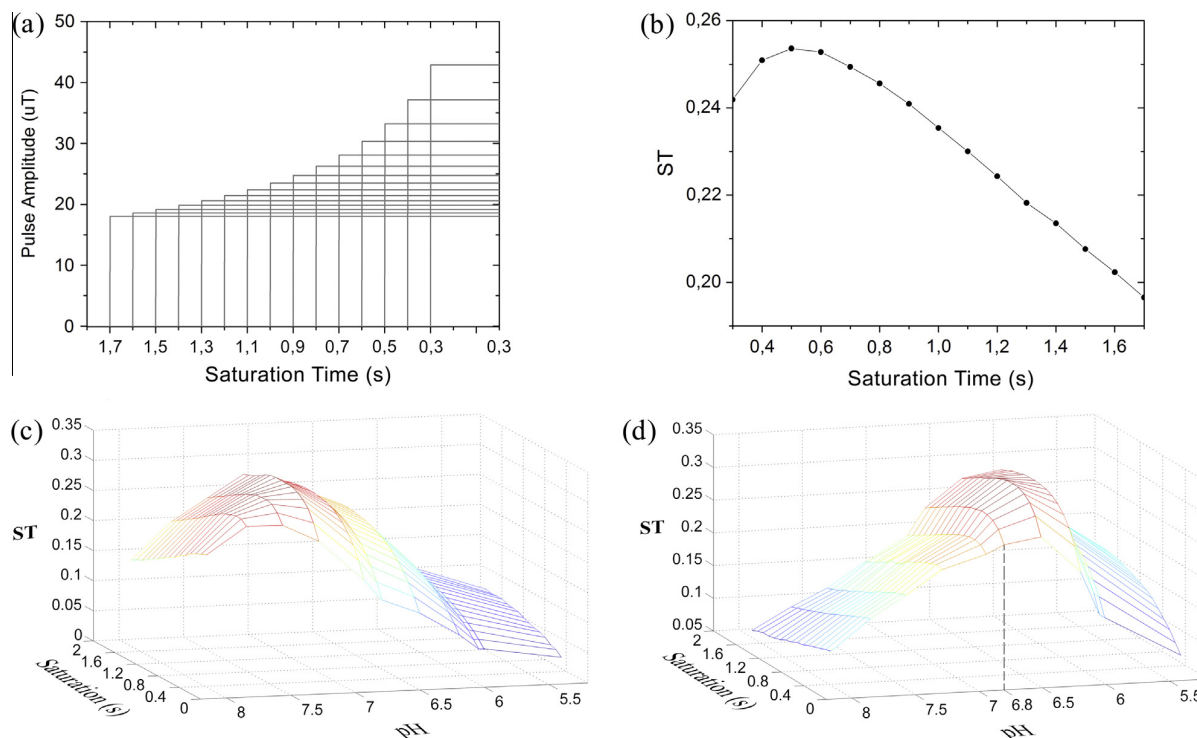 (a)
50
40
30
20
10
0
Pulse Amplitude (uT)
1,7 1,5 1,3 1,1 0,9 0,7 0,5 0,3 0,3
Saturation Time (s)
(b)
0,26
0,24
0,22
0,20
ST
0,4 0,6 0,8 1,0 1,2 1,4 1,6
Saturation Time (s)
(c)
0.35
0.3
0.25
0.2
0.15
0.1
0.05
0
ST
2
1.6
1.2
0.8
0.4
0
Saturation (s)
8 7.5 7 6.5 6 5.5
pH
(d)
0.35
0.3
0.25
0.2
0.15
0.1
0.05
ST
2
1.6
1.2
0.8
0.4
0
Saturation (s)
8 7.5 7 6.8 6.5 6 5.5
pH